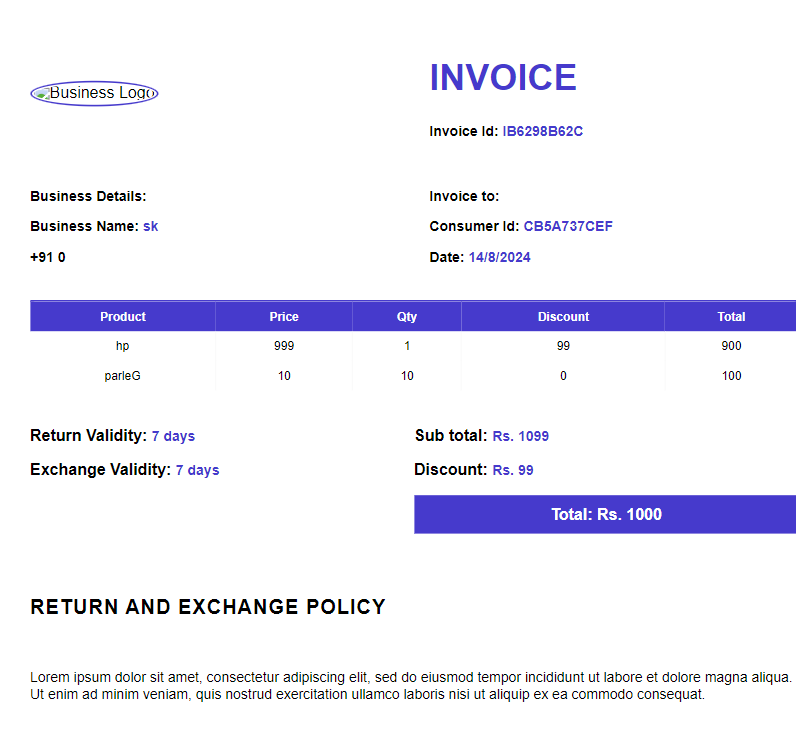 Business Logo
INVOICE
Invoice Id: IB6298B62C
Business Details:
Invoice to:
Business Name: sk
Consumer Id: CB5A737CEF
+91 0
Date: 14/8/2024
Product Price Qty Discount Total
hp 999 1 99 900
parleG 10 10 0 100
Return Validity: 7 days
Sub total: Rs. 1099
Exchange Validity: 7 days
Discount: Rs. 99
Total: Rs. 1000
RETURN AND EXCHANGE POLICY
Lorem ipsum dolor sit amet, consectetur adipiscing elit, sed do eiusmod tempor incididunt ut labore et dolore magna aliqua.
Ut enim ad minim veniam, quis nostrud exercitation ullamco laboris nisi ut aliquip ex ea commodo consequat.